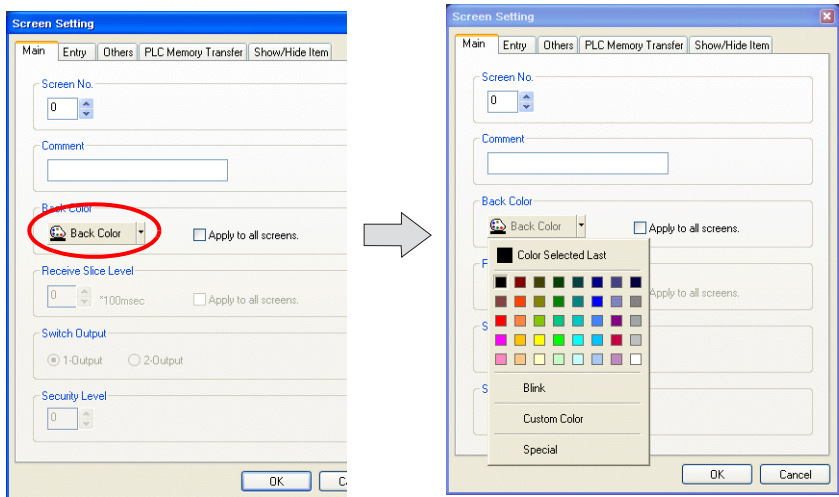 Screen Setting
Main Entry Others PLC Memory Transfer Show/Hide Item
Screen No.
0
Comment
Back Color
Back Color Apply to all screens.
Receive Slice Level
0 *100msec Apply to all screens.
Switch Output
1-Output 2-Output
Security Level
0
OK
Screen Setting
Main Entry Others PLC Memory Transfer Show/Hide Item
Screen No.
0
Comment
Back Color
Back Color Apply to all screens.
Color Selected Last
Apply to all screens.
Blink
Custom Color
Special
OK Cancel